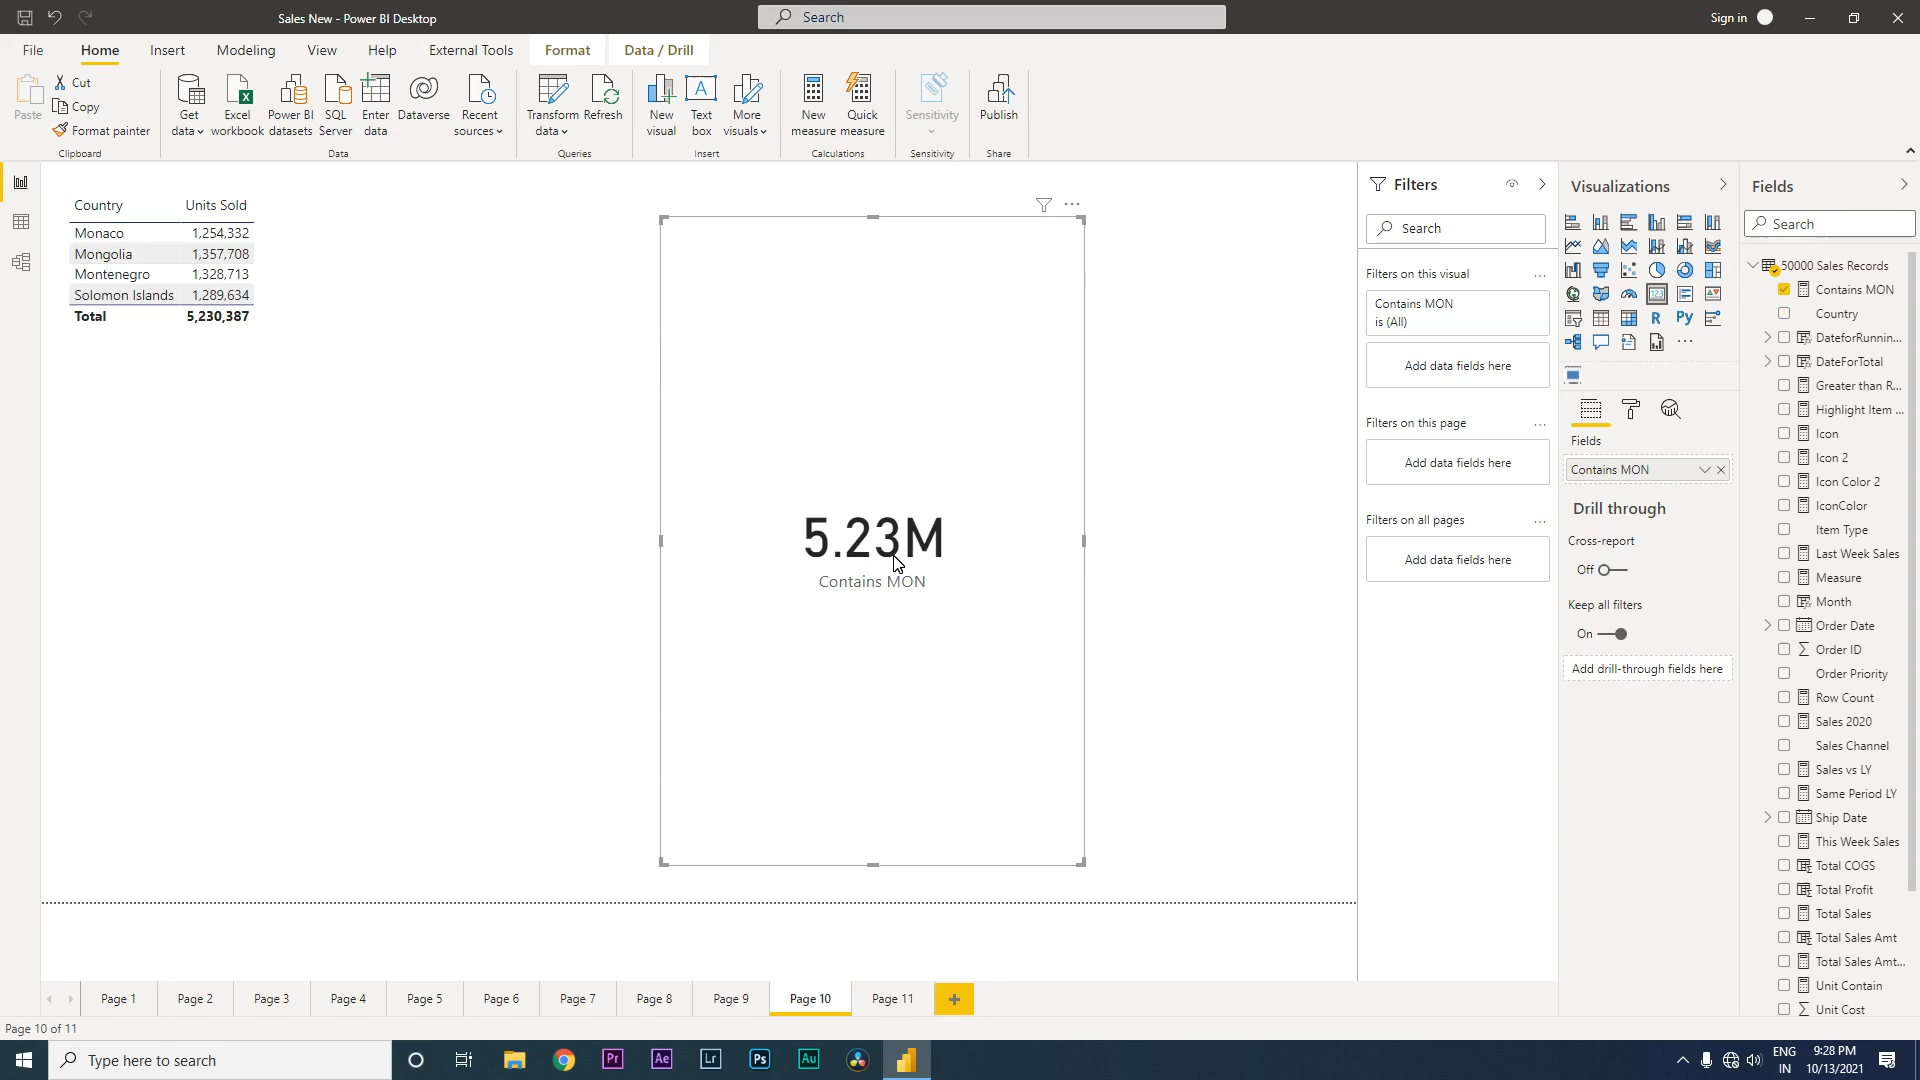 Sales New - Power BI Desktop
Search
Sign in
File
Home
Insert
Modeling
View
Help
External Tools
Format
Data / Drill
Paste
Cut
Copy
Format painter
Clipboard
Get data
Excel workbook
Power BI datasets
SQL Server
Enter data
Dataverse
Recent sources
Data
Transform data
Refresh
Queries
New visual
Text box
More visuals
Insert
New measure
Quick measure
Calculations
Sensitivity
Sensitivity
Publish
Share
Country Units Sold
Monaco 1,254,332
Mongolia 1,357,708
Montenegro 1,328,713
Solomon Islands 1,289,634
Total 5,230,387
5.23M
Contains MON
Filters
Search
Filters on this visual
Contains MON
is (All)
Add data fields here
Filters on this page
Add data fields here
Filters on all pages
Add data fields here
Visualizations
R
Py
Fields
Contains MON
Drill through
Cross-report
Off
Keep all filters
On
Add drill-through fields here
Fields
Search
50000 Sales Records
Contains MON
Country
DateforRunnin...
DateForTotal
Greater than R...
Highlight Item ...
Icon
Icon 2
Icon Color 2
IconColor
Item Type
Last Week Sales
Measure
Month
Order Date
Order ID
Order Priority
Row Count
Sales 2020
Sales Channel
Sales vs LY
Same Period LY
Ship Date
This Week Sales
Total COGS
Total Profit
Total Sales
Total Sales Amt
Total Sales Amt...
Unit Contain
Unit Cost
Page 1
Page 2
Page 3
Page 4
Page 5
Page 6
Page 7
Page 8
Page 9
Page 10
Page 11
Page 10 of 11
Type here to search
Pr
Ae
Lr
Ps
Au
ENG
IN
9:28 PM
10/13/2021